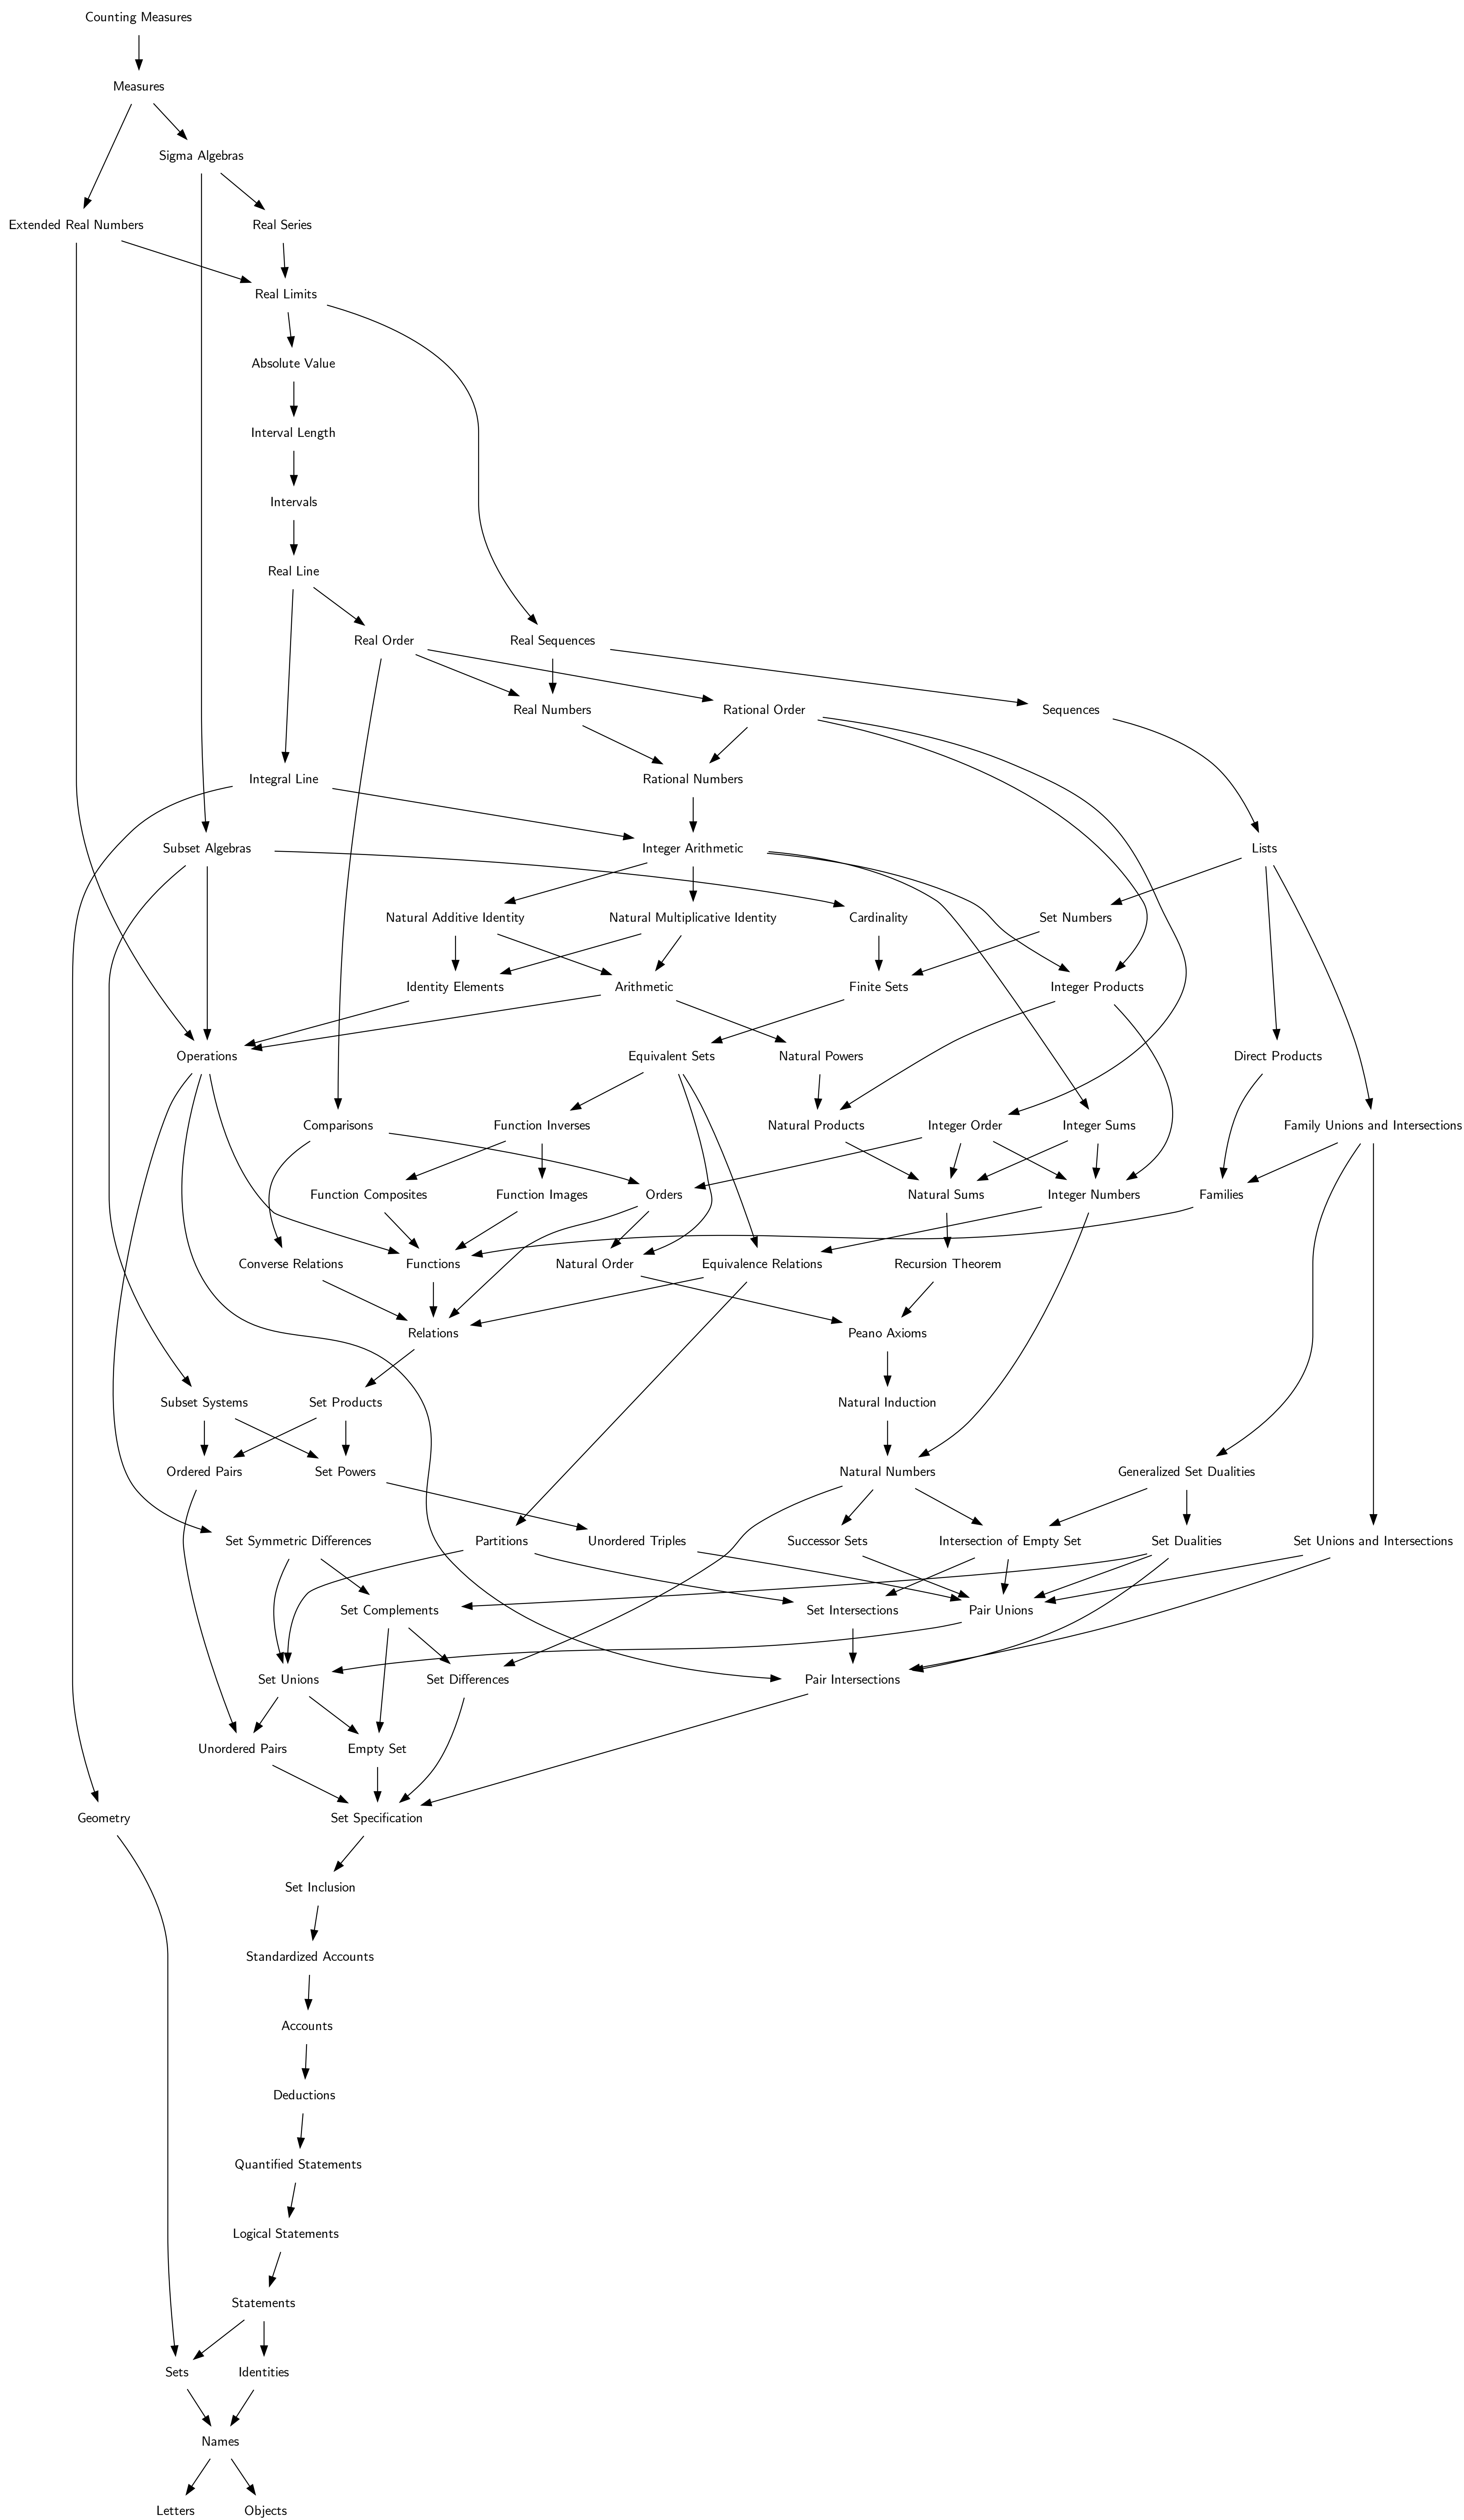 Counting Measures
Measures
Sigma Algebras
Extended Real Numbers
Real Series
Real Limits
Absolute Value
Interval Length
Intervals
Real Line
Real Order
Real Sequences
Real Numbers
Rational Order
Sequences
Integral Line
Rational Numbers
Subset Algebras
Integer Arithmetic
Lists
Natural Additive Identity
Natural Multiplicative Identity
Cardinality
Set Numbers
Identity Elements
Arithmetic
Finite Sets
Integer Products
Operations
Equivalent Sets
Natural Powers
Direct Products
Comparisons
Function Inverses
Natural Products
Integer Order
Integer Sums
Family Unions and Intersections
Function Composites
Function Images
Orders
Natural Sums
Integer Numbers
Families
Converse Relations
Functions
Natural Order
Equivalence Relations
Recursion Theorem
Relations
Peano Axioms
Subset Systems
Set Products
Natural Induction
Ordered Pairs
Set Powers
Natural Numbers
Generalized Set Dualities
Set Symmetric Differences
Partitions
Unordered Triples
Successor Sets
Intersection of Empty Set
Set Dualities
Set Unions and Intersections
Set Complements
Set Intersections
Pair Unions
Set Unions
Set Differences
Pair Intersections
Unordered Pairs
Empty Set
Geometry
Set Specification
Set Inclusion
Standardized Accounts
Accounts
Deductions
Quantified Statements
Logical Statements
Statements
Sets
Identities
Names
Letters
Objects